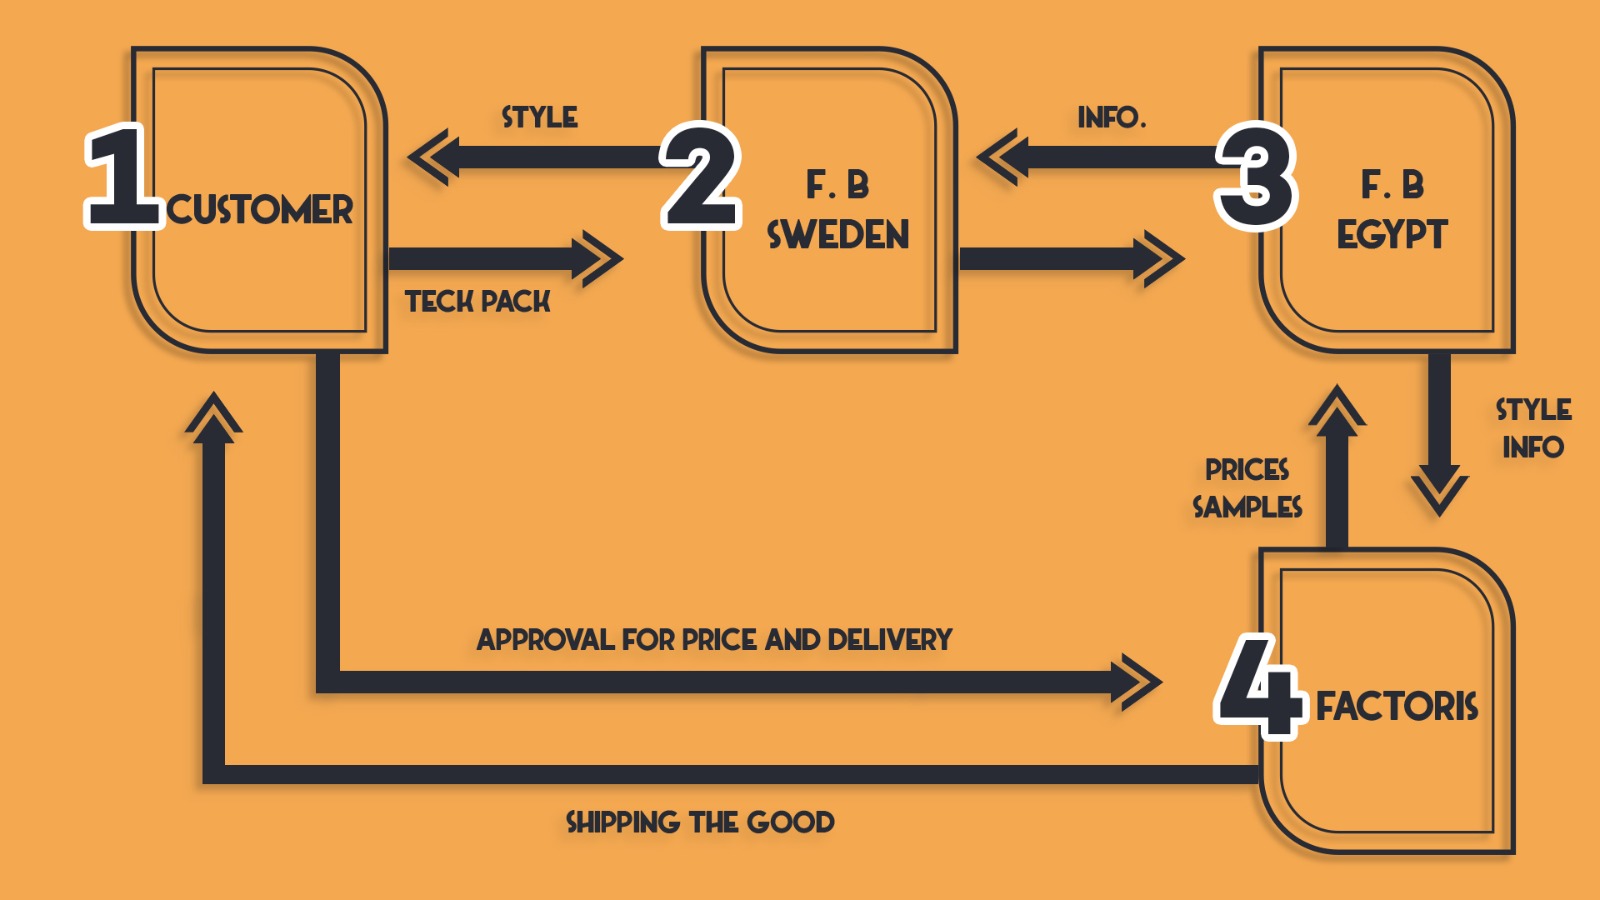 1
CUSTOMER
STYLE
TECK PACK
2
F. B
SWEDEN
INFO.
3
F. B
EGYPT
STYLE
INFO
PRICES
SAMPLES
APPROVAL FOR PRICE AND DELIVERY
4
FACTORIS
SHIPPING THE GOOD